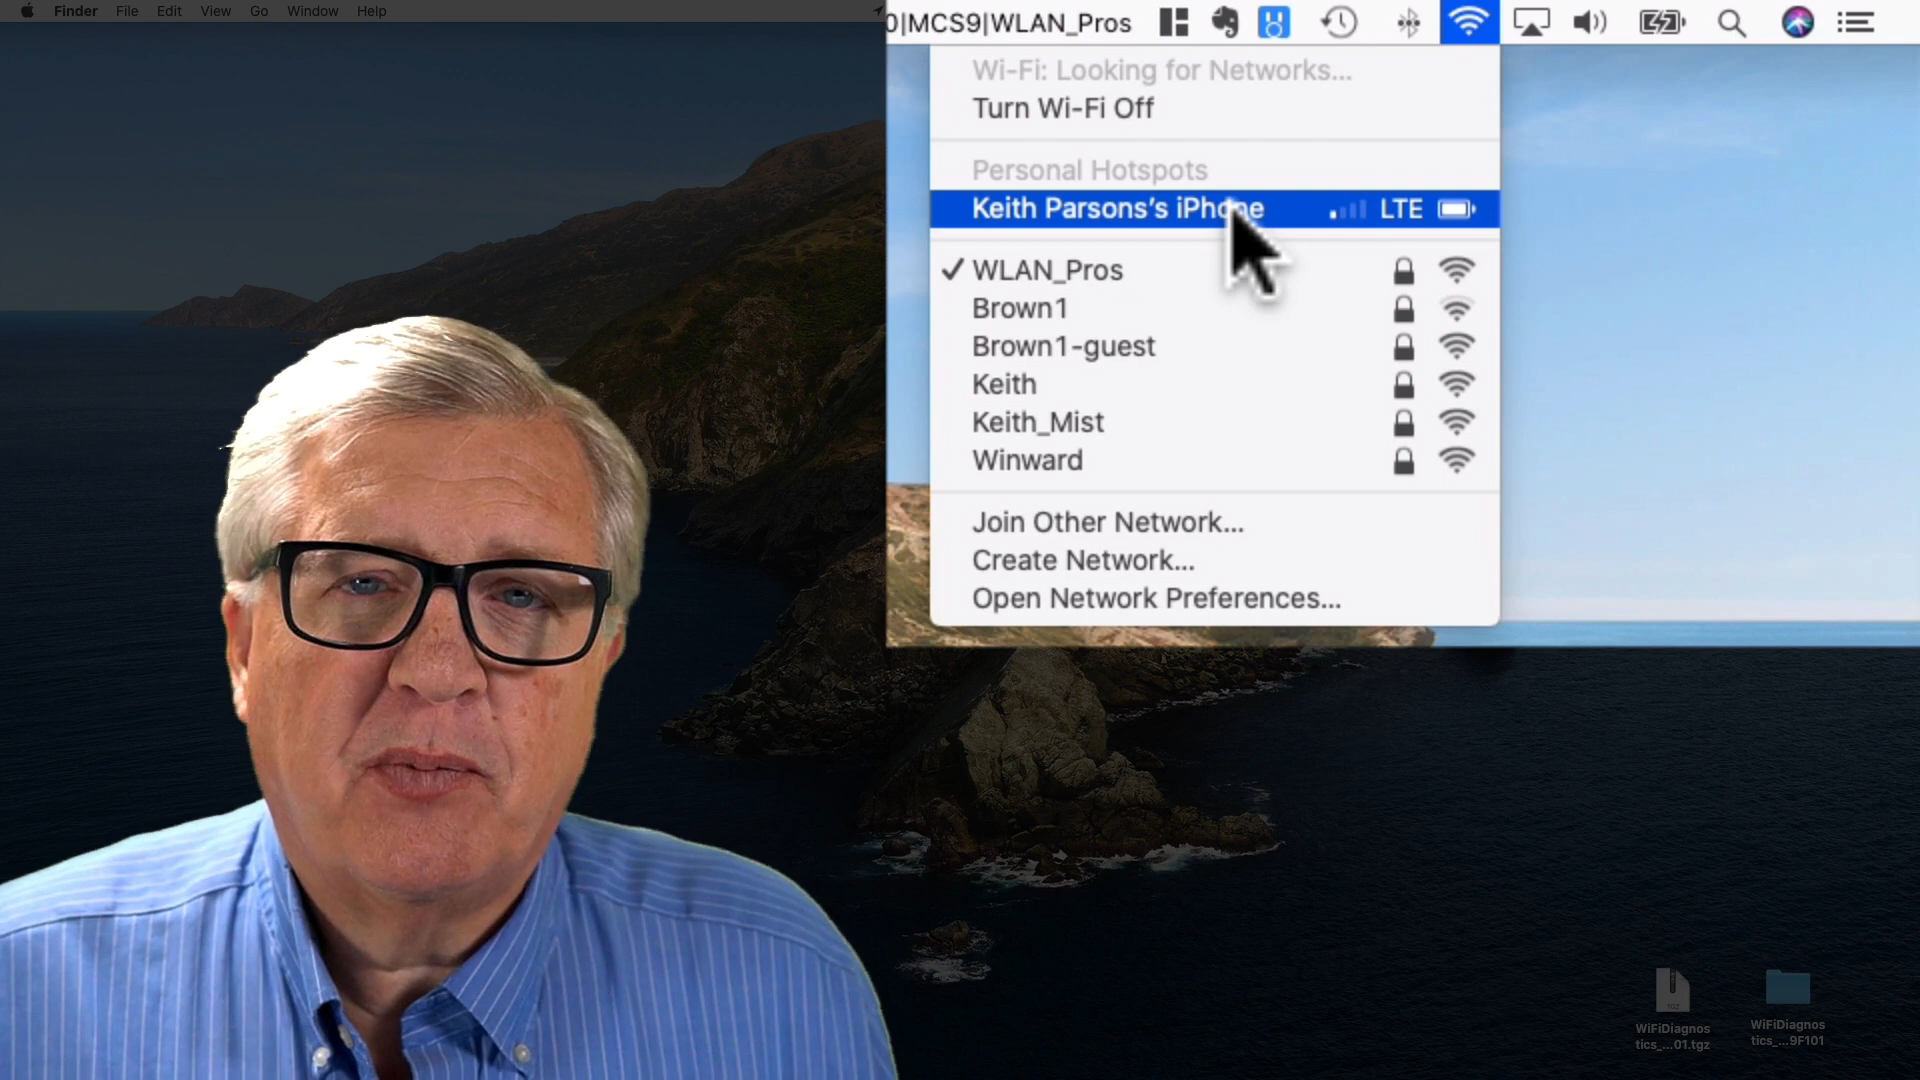 Finder File Edit View Go Window Help
0|MCS9|WLAN_Pros
Wi-Fi: Looking for Networks...
Turn Wi-Fi Off
Personal Hotspots
Keith Parsons’s iPhone LTE
WLAN_Pros
Brown1
Brown1-guest
Keith
Keith_Mist
Winward
Join Other Network...
Create Network...
Open Network Preferences...
TGZ
WiFiDiagnos
tics_...01.tgz
WiFiDiagnos
tics_...9F101